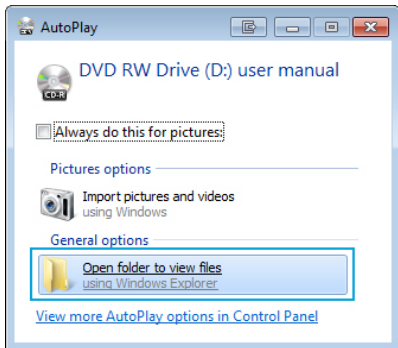 AutoPlay
DVD RW Drive (D:) user manual
CD-R
Always do this for pictures:
Pictures options
Import pictures and videos
using Windows
General options
Open folder to view files
using Windows Explorer
View more AutoPlay options in Control Panel